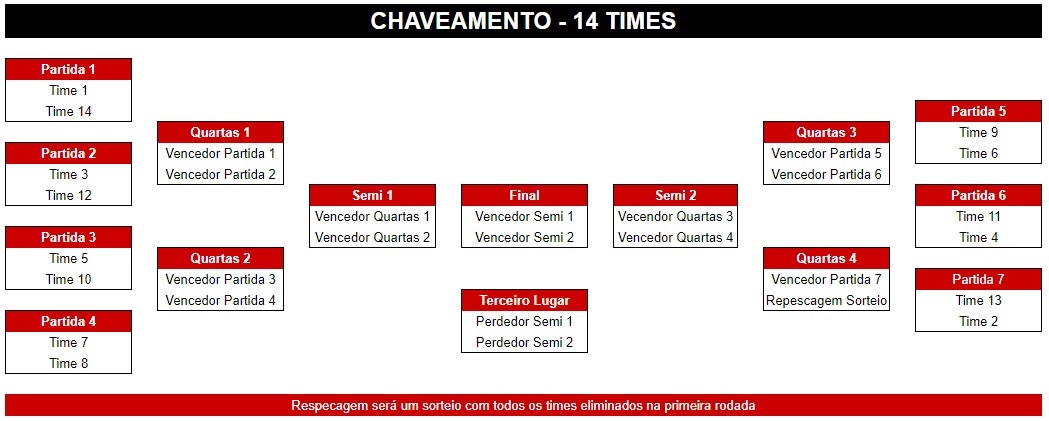 CHAVEAMENTO - 14 TIMES
Partida 1
Time 1
Time 14
Partida 2
Time 3
Time 12
Partida 3
Time 5
Time 10
Partida 4
Time 7
Time 8
Quartas 1
Vencedor Partida 1
Vencedor Partida 2
Quartas 2
Vencedor Partida 3
Vencedor Partida 4
Semi 1
Vencedor Quartas 1
Vencedor Quartas 2
Final
Vencedor Semi 1
Vencedor Semi 2
Terceiro Lugar
Perdedor Semi 1
Perdedor Semi 2
Semi 2
Vecendor Quartas 3
Vencedor Quartas 4
Quartas 3
Vencedor Partida 5
Vencedor Partida 6
Quartas 4
Vencedor Partida 7
Repescagem Sorteio
Partida 5
Time 9
Time 6
Partida 6
Time 11
Time 4
Partida 7
Time 13
Time 2
Respecagem será um sorteio com todos os times eliminados na primeira rodada